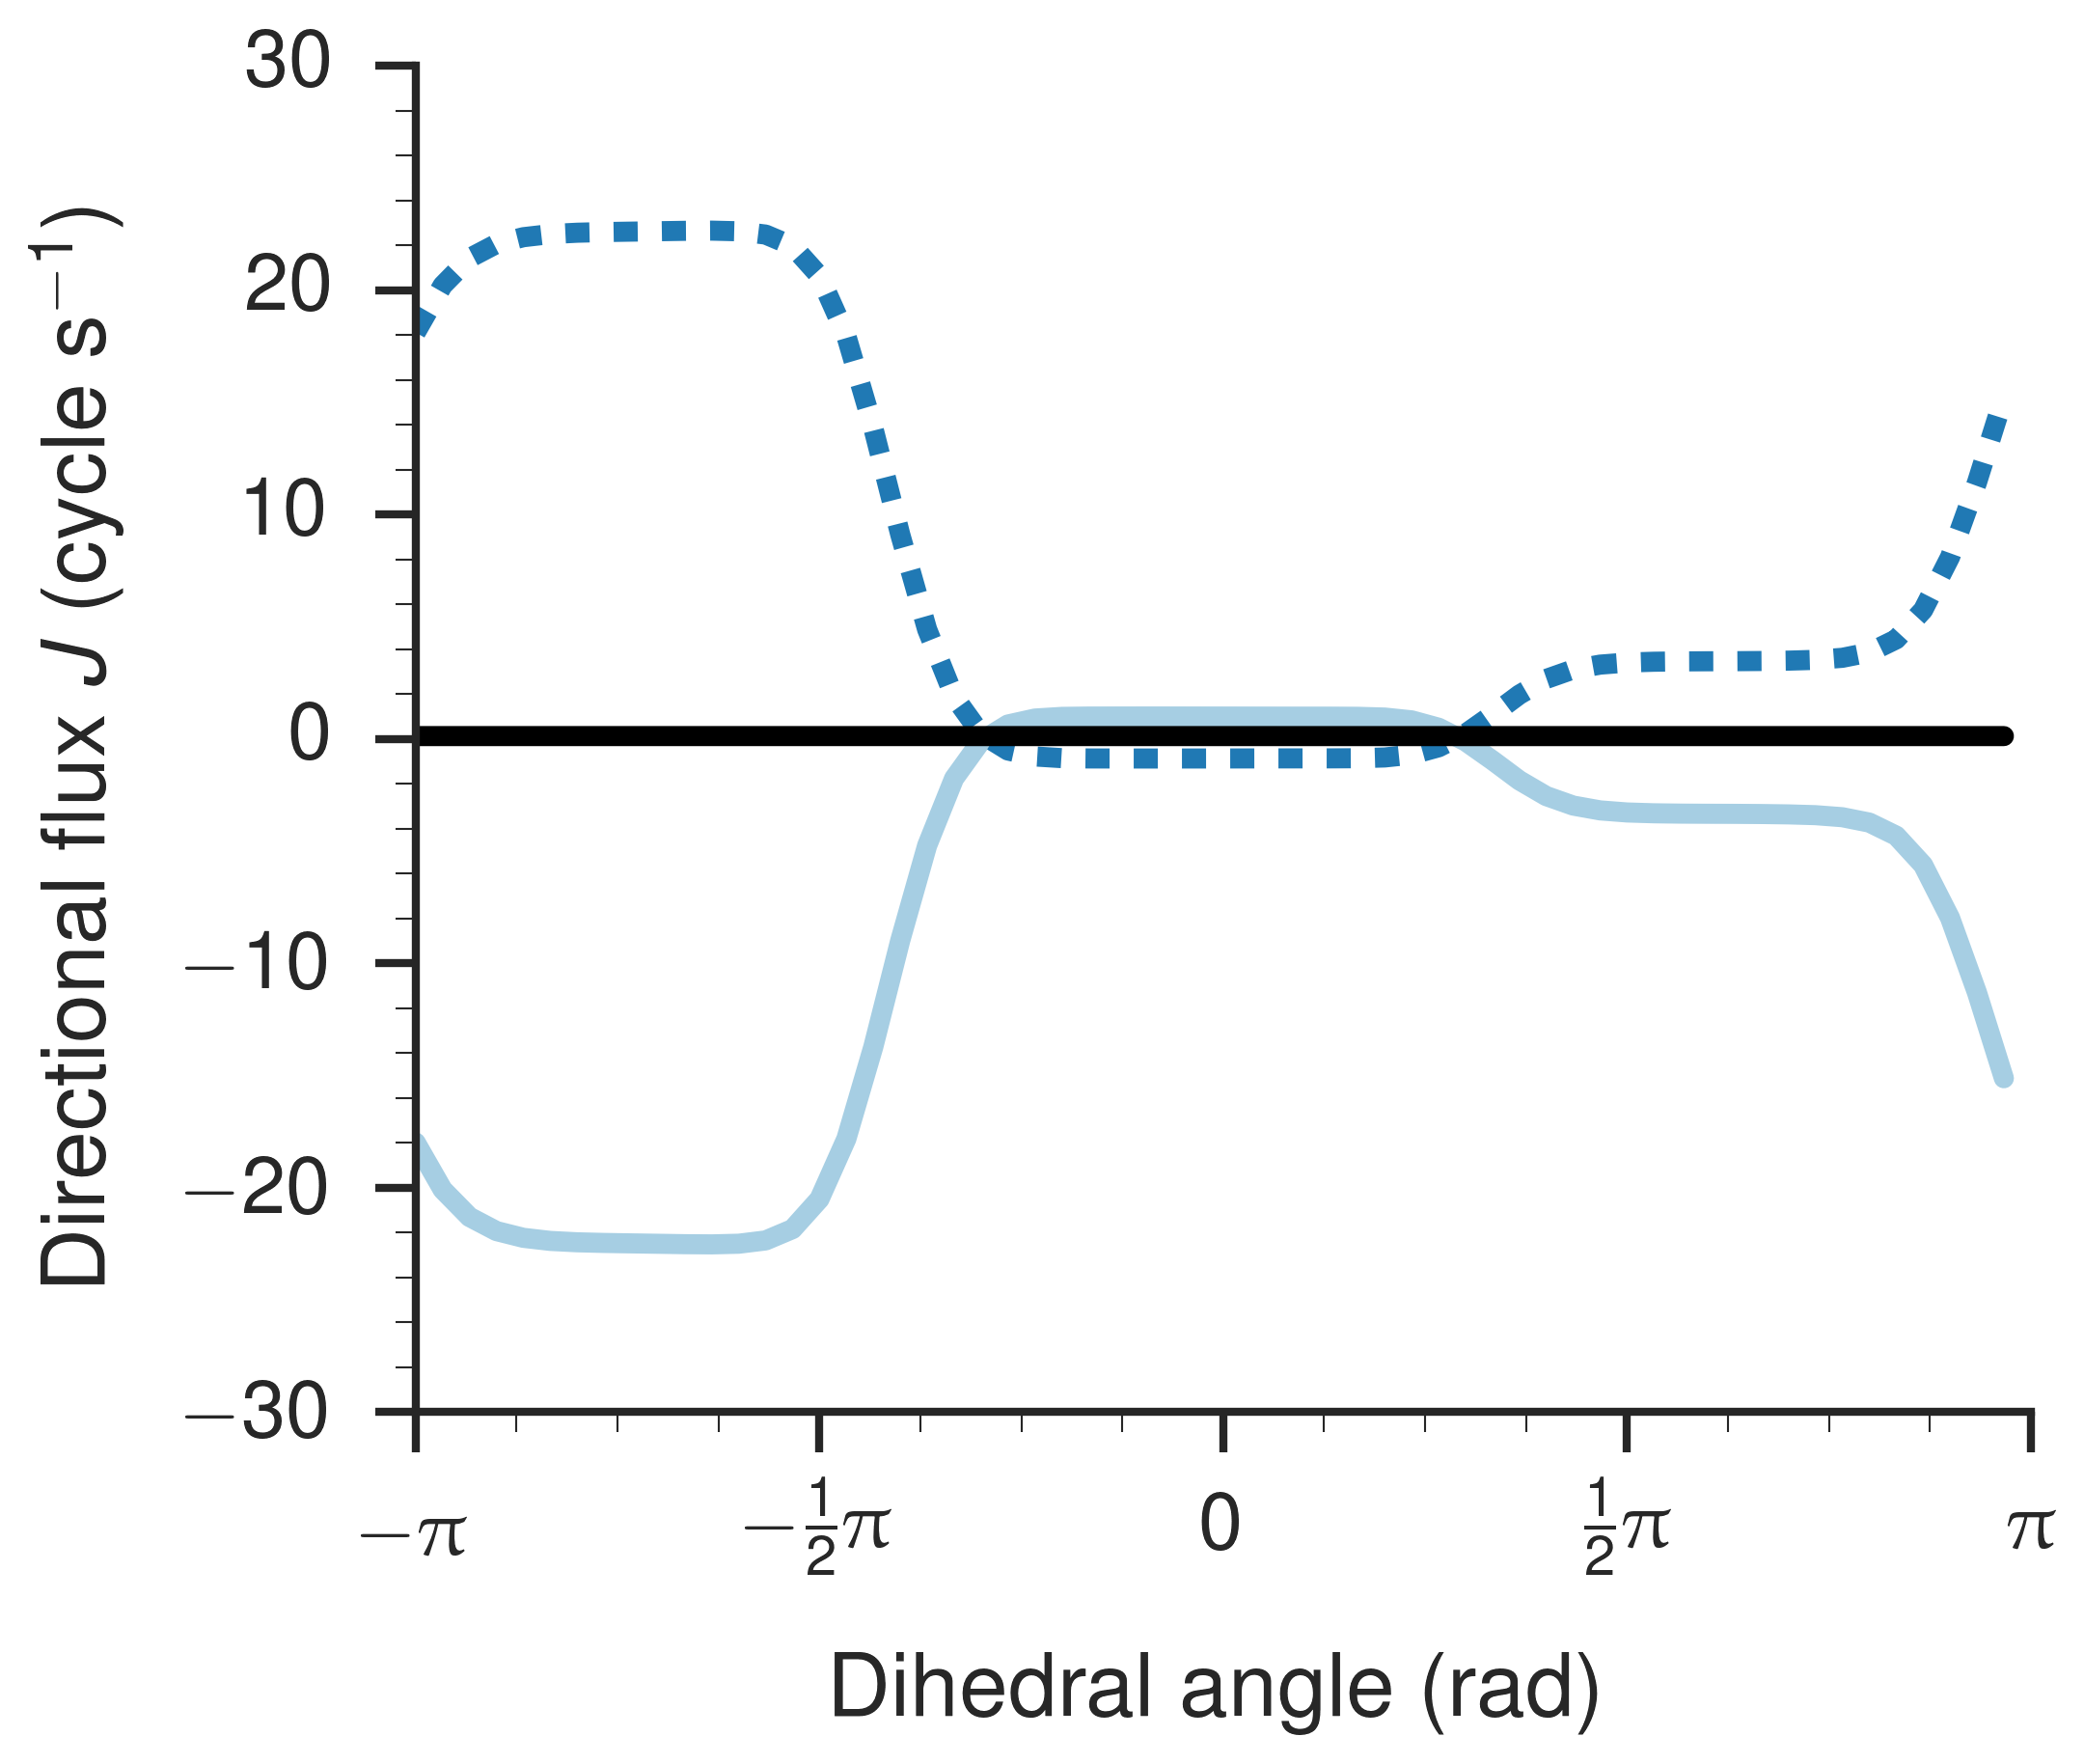 Directional flux J (cycle s⁻¹)
30
20
10
0
−10
−20
−30
−π
−½π
0
½π
π
Dihedral angle (rad)